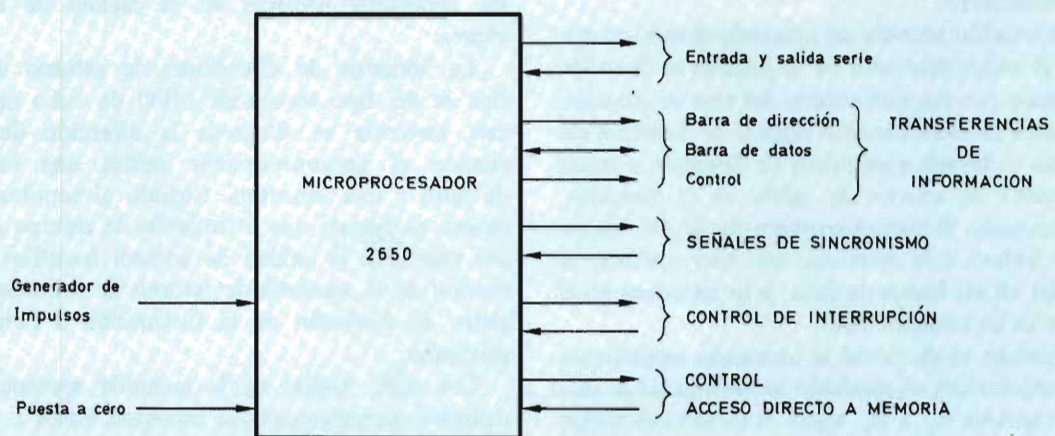 Entrada y salida serie
Barra de dirección
Barra de datos
Control
TRANSFERENCIAS
DE
INFORMACION
MICROPROCESADOR
2650
SEÑALES DE SINCRONISMO
Generador de
Impulsos
CONTROL DE INTERRUPCIÓN
Puesta a cero
CONTROL
ACCESO DIRECTO A MEMORIA